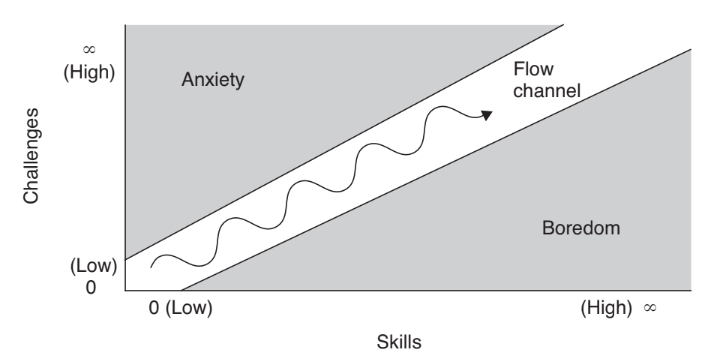 ∞
(High)
Anxiety
Flow
channel
Challenges
Boredom
(Low)
0
0 (Low)
(High) ∞
Skills